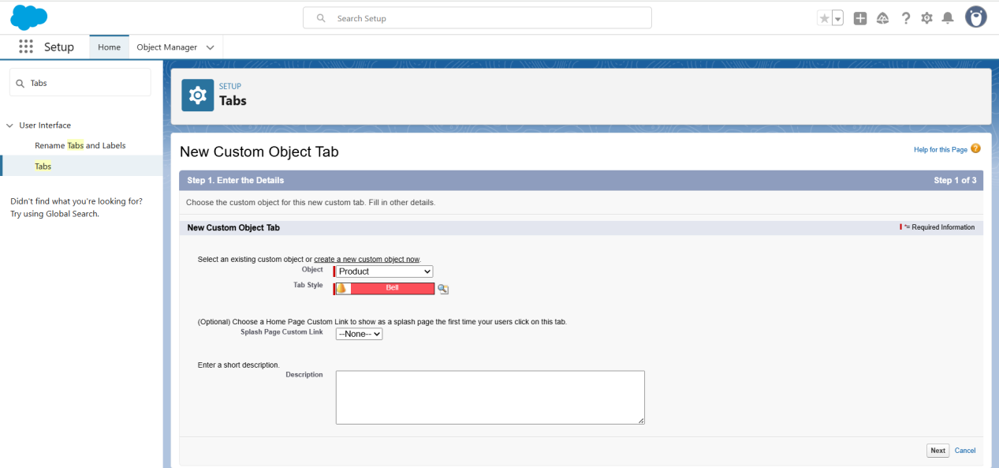 Search Setup
Setup
Home
Object Manager
Tabs
User Interface
Rename Tabs and Labels
Tabs
Didn't find what you're looking for?
Try using Global Search.
SETUP
Tabs
New Custom Object Tab
Help for this Page
Step 1. Enter the Details Step 1 of 3
Choose the custom object for this new custom tab. Fill in other details.
New Custom Object Tab
*= Required Information
Select an existing custom object or create a new custom object now.
Object Product
Tab Style Bell
(Optional) Choose a Home Page Custom Link to show as a splash page the first time your users click on this tab.
Splash Page Custom Link --None--
Enter a short description.
Description
Next Cancel